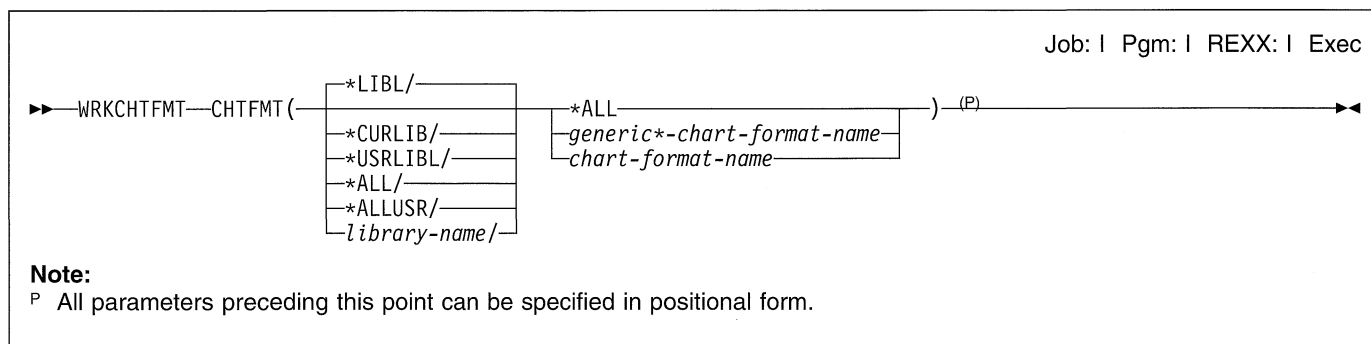 Job: I Pgm: I REXX: I Exec
*LIBL/
WRKCHTFMT CHTFMT( *ALL ) (P)
*CURLIB/ generic*-chart-format-name
*USRLIBL/ chart-format-name
*ALL/
*ALLUSR/
library-name/
Note:
P All parameters preceding this point can be specified in positional form.